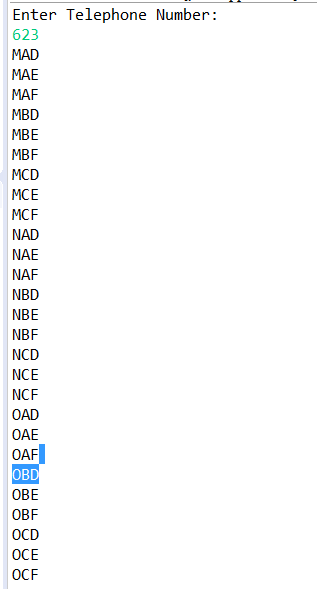 Enter Telephone Number:
623
MAD
MAE
MAF
MBD
MBE
MBF
MCD
MCE
MCF
NAD
NAE
NAF
NBD
NBE
NBF
NCD
NCE
NCF
OAD
OAE
OAF
OBD
OBE
OBF
OCD
OCE
OCF